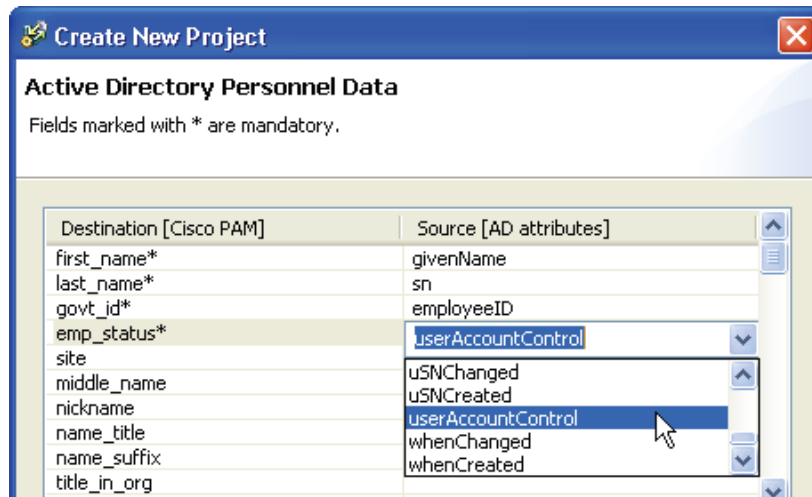 Create New Project
Active Directory Personnel Data
Fields marked with * are mandatory.
Destination [Cisco PAM] Source [AD attributes]
first_name* givenName
last_name* sn
govt_id* employeeID
emp_status* userAccountControl
site
uSNChanged
middle_name
uSNCreated
nickname
userAccountControl
name_title
whenChanged
name_suffix
whenCreated
title_in_org